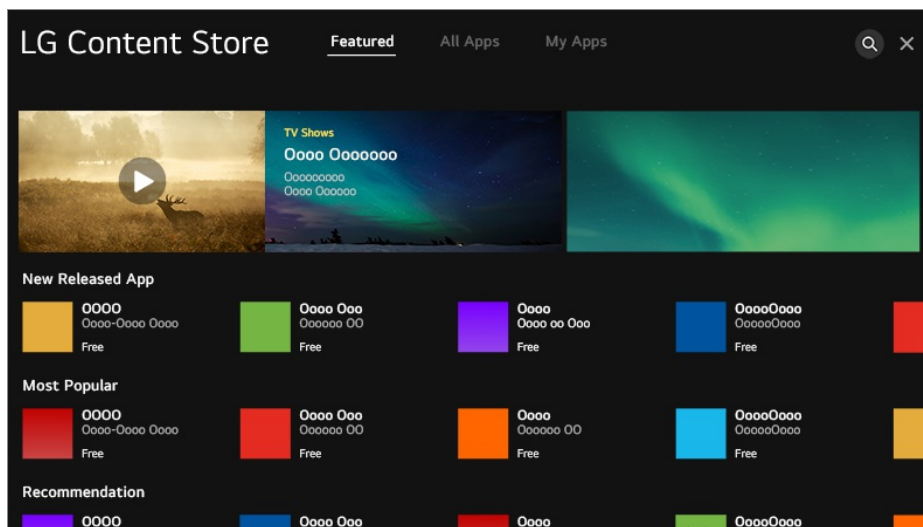 LG Content Store
Featured
All Apps
My Apps
TV Shows
Oooo Ooooooo
Ooooooooo
Oooo Oooooo
New Released App
OOOO
Oooo-Oooo Oooo
Free
Oooo Ooo
Oooooo OO
Free
Oooo
Oooo oo Ooo
Free
OoooOooo
OooooOooo
Free
Most Popular
OOOO
Oooo-Oooo Oooo
Free
Oooo Ooo
Oooooo OO
Free
Oooo
Oooooo OO
Free
OoooOooo
OooooOooo
Free
Recommendation
OOOO
Oooo Ooo
Oooo
OoooOooo